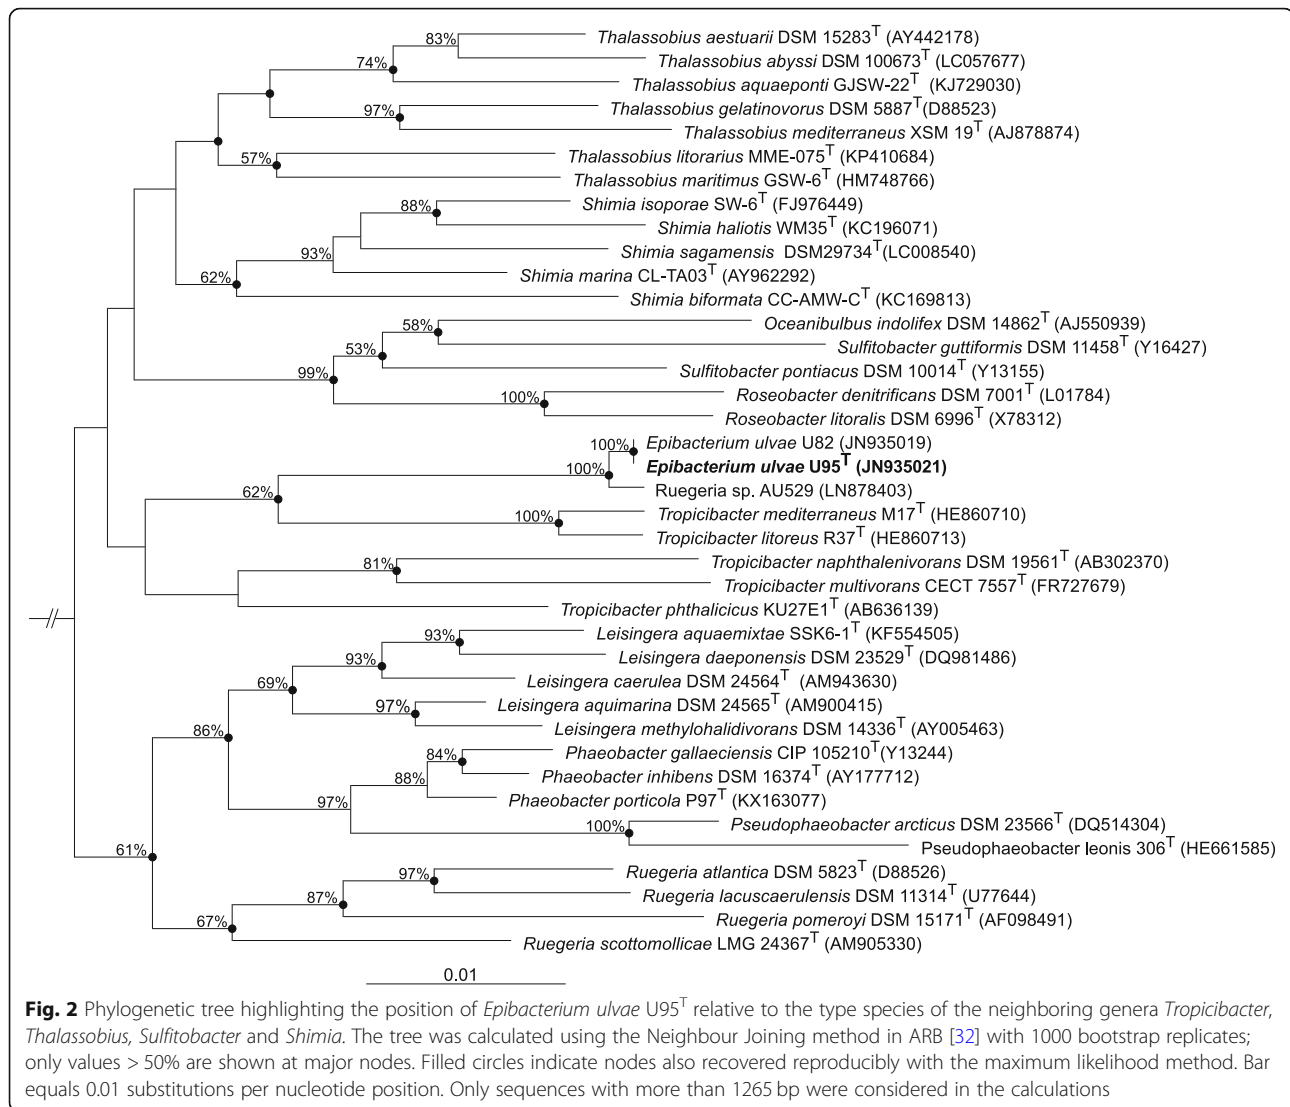 83% Thalassobius aestuarii DSM 15283T (AY442178)
Thalassobius abyssi DSM 100673T (LC057677)
74% Thalassobius aquaeponti GJSW-22T (KJ729030)
Thalassobius gelatinovorus DSM 5887T (D88523)
97% Thalassobius mediterraneus XSM 19T (AJ878874)
Thalassobius litorarius MME-075T (KP410684)
57% Thalassobius maritimus GSW-6T (HM748766)
88% Shimia isoporae SW-6T (FJ976449)
Shimia haliotis WM35T (KC196071)
93% Shimia sagamensis DSM29734T(LC008540)
62% Shimia marina CL-TA03T (AY962292)
Shimia biformata CC-AMW-CT (KC169813)
58% Oceanibulbus indolifex DSM 14862T (AJ550939)
53% Sulfitobacter guttiformis DSM 11458T (Y16427)
99% Sulfitobacter pontiacus DSM 10014T (Y13155)
100% Roseobacter denitrificans DSM 7001T (L01784)
Roseobacter litoralis DSM 6996T (X78312)
100% Epibacterium ulvae U82 (JN935019)
100% Epibacterium ulvae U95T (JN935021)
Ruegeria sp. AU529 (LN878403)
62% 100% Tropicibacter mediterraneus M17T (HE860710)
Tropicibacter litoreus R37T (HE860713)
81% Tropicibacter naphthalenivorans DSM 19561T (AB302370)
Tropicibacter multivorans CECT 7557T (FR727679)
Tropicibacter phthalicicus KU27E1T (AB636139)
93% Leisingera aquaemixtae SSK6-1T (KF554505)
93% Leisingera daeponensis DSM 23529T (DQ981486)
69% Leisingera caerulea DSM 24564T (AM943630)
97% Leisingera aquimarina DSM 24565T (AM900415)
86% Leisingera methylohalidivorans DSM 14336T (AY005463)
84% Phaeobacter gallaeciensis CIP 105210T(Y13244)
88% Phaeobacter inhibens DSM 16374T (AY177712)
97% Phaeobacter porticola P97T (KX163077)
100% Pseudophaeobacter arcticus DSM 23566T (DQ514304)
61% Pseudophaeobacter leonis 306T (HE661585)
97% Ruegeria atlantica DSM 5823T (D88526)
87% Ruegeria lacuscaerulensis DSM 11314T (U77644)
67% Ruegeria pomeroyi DSM 15171T (AF098491)
Ruegeria scottomollicae LMG 24367T (AM905330)
0.01
Fig. 2 Phylogenetic tree highlighting the position of Epibacterium ulvae U95T relative to the type species of the neighboring genera Tropicibacter,
Thalassobius, Sulfitobacter and Shimia. The tree was calculated using the Neighbour Joining method in ARB [32] with 1000 bootstrap replicates;
only values > 50% are shown at major nodes. Filled circles indicate nodes also recovered reproducibly with the maximum likelihood method. Bar
equals 0.01 substitutions per nucleotide position. Only sequences with more than 1265 bp were considered in the calculations